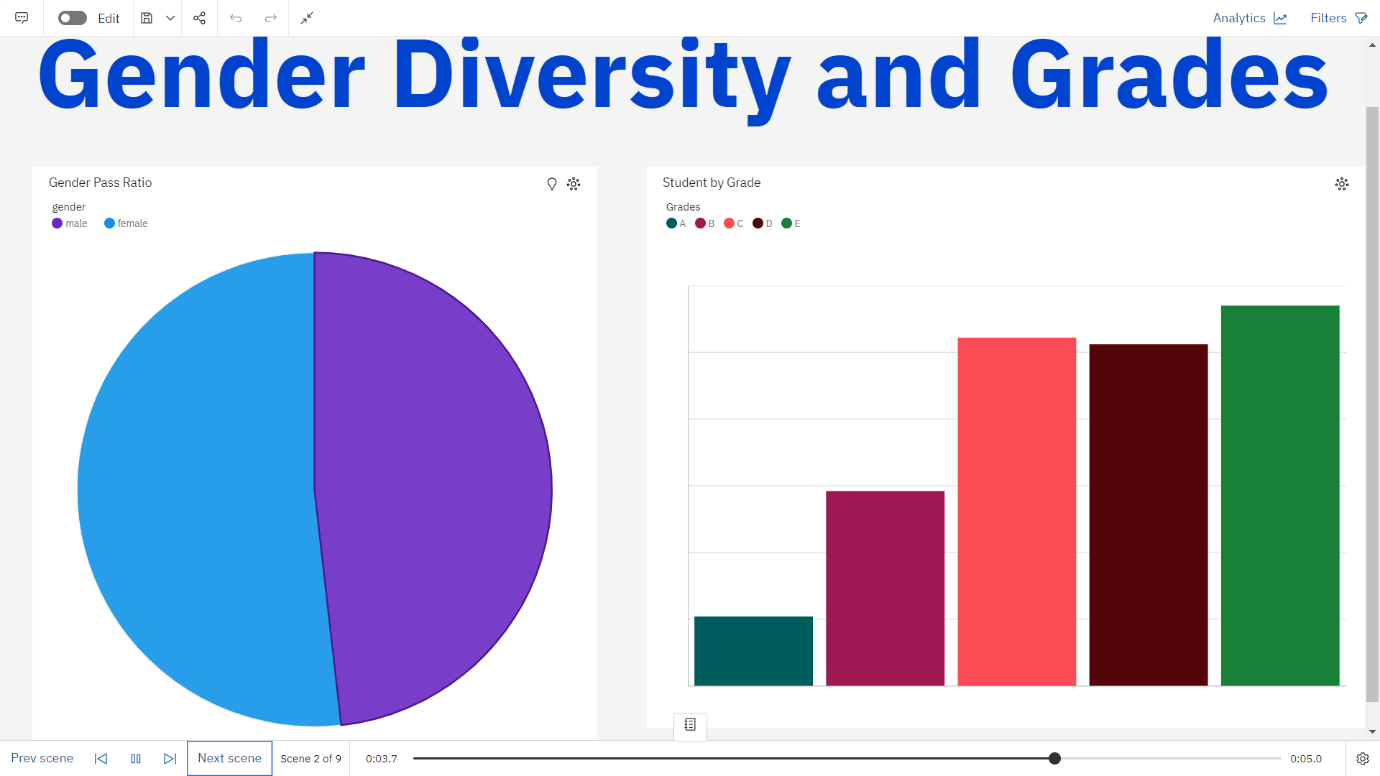 Edit
Analytics
Filters
Gender Diversity and Grades
Gender Pass Ratio
gender
male female
Student by Grade
Grades
A B C D E
Prev scene
Next scene
Scene 2 of 9
0:03.7
0:05.0